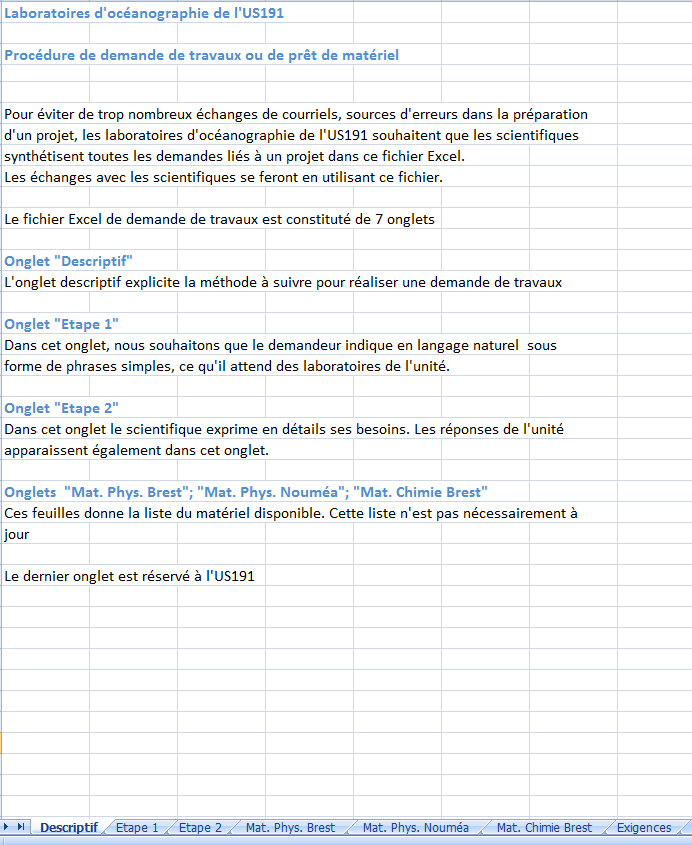 Laboratoires d'océanographie de l'US191
Procédure de demande de travaux ou de prêt de matériel
Pour éviter de trop nombreux échanges de courriels, sources d'erreurs dans la préparation
d'un projet, les laboratoires d'océanographie de l'US191 souhaitent que les scientifiques
synthétisent toutes les demandes liés à un projet dans ce fichier Excel.
Les échanges avec les scientifiques se feront en utilisant ce fichier.
Le fichier Excel de demande de travaux est constituté de 7 onglets
Onglet "Descriptif"
L'onglet descriptif explicite la méthode à suivre pour réaliser une demande de travaux
Onglet "Etape 1"
Dans cet onglet, nous souhaitons que le demandeur indique en langage naturel  sous
forme de phrases simples, ce qu'il attend des laboratoires de l'unité.
Onglet "Etape 2"
Dans cet onglet le scientifique exprime en détails ses besoins. Les réponses de l'unité
apparaissent également dans cet onglet.
Onglets  "Mat. Phys. Brest"; "Mat. Phys. Nouméa"; "Mat. Chimie Brest"
Ces feuilles donne la liste du matériel disponible. Cette liste n'est pas nécessairement à
jour
Le dernier onglet est réservé à l'US191
Descriptif Etape 1 Etape 2 Mat. Phys. Brest Mat. Phys. Nouméa Mat. Chimie Brest Exigences